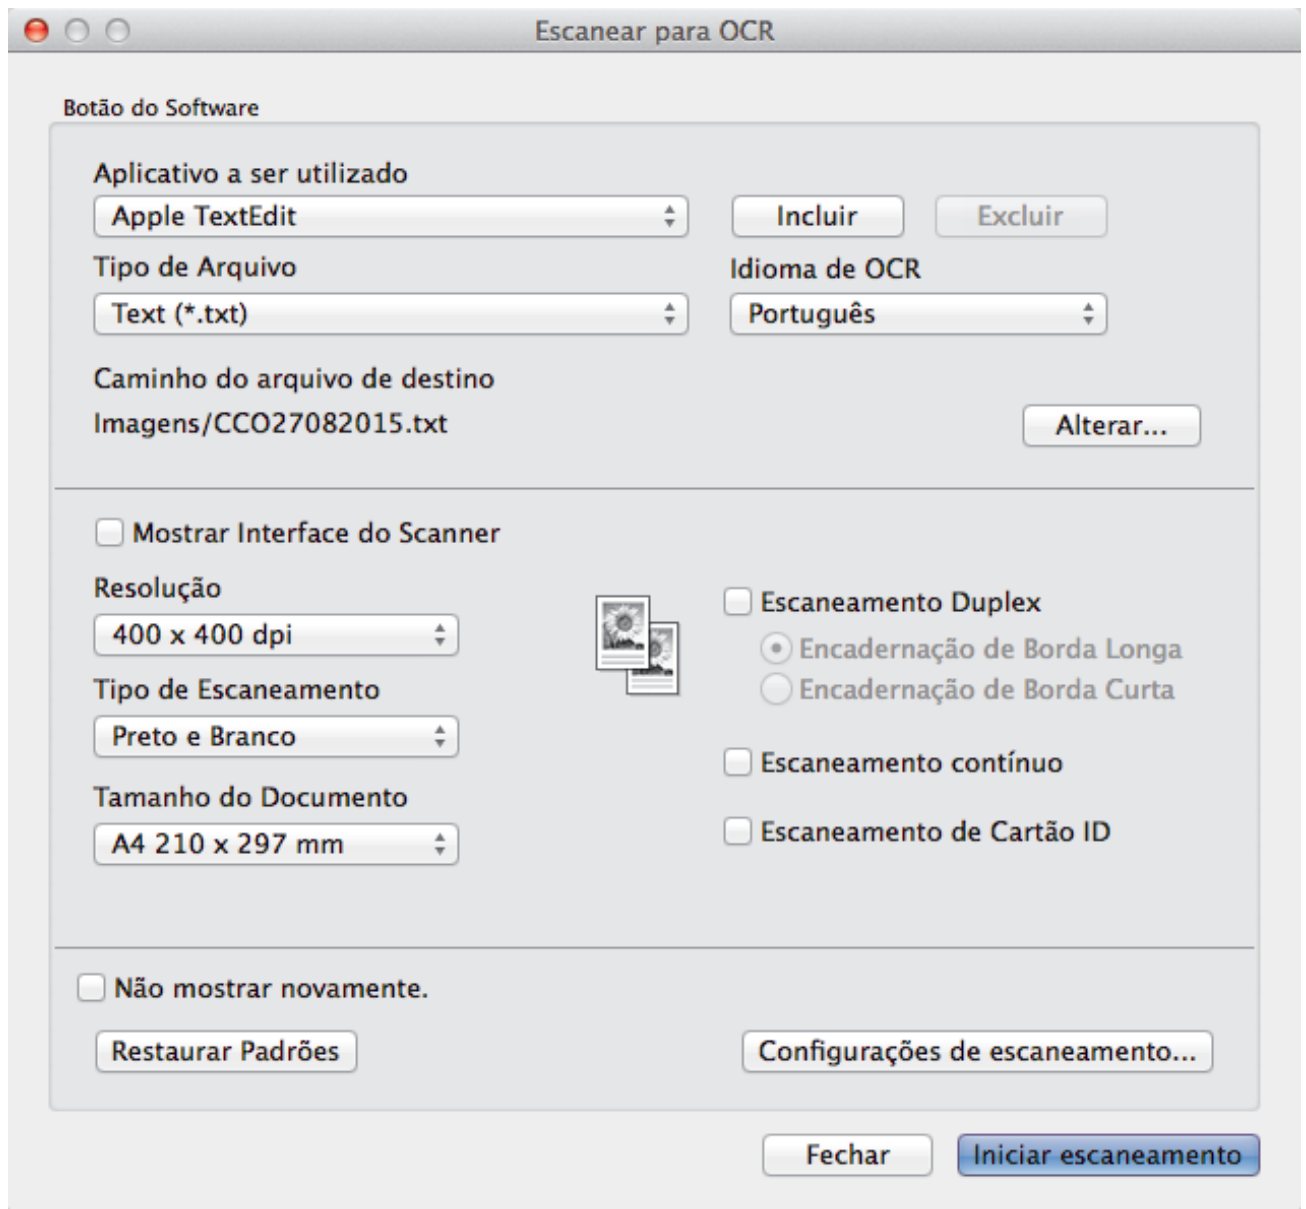 Escanear para OCR
Botão do Software
Aplicativo a ser utilizado
Apple TextEdit
Incluir
Excluir
Tipo de Arquivo
Idioma de OCR
Text (*.txt)
Português
Caminho do arquivo de destino
Imagens/CCO27082015.txt
Alterar...
Mostrar Interface do Scanner
Resolução
400 x 400 dpi
Escaneamento Duplex
Encadernação de Borda Longa
Encadernação de Borda Curta
Tipo de Escaneamento
Preto e Branco
Escaneamento contínuo
Tamanho do Documento
A4 210 x 297 mm
Escaneamento de Cartão ID
Não mostrar novamente.
Restaurar Padrões
Configurações de escaneamento...
Fechar
Iniciar escaneamento